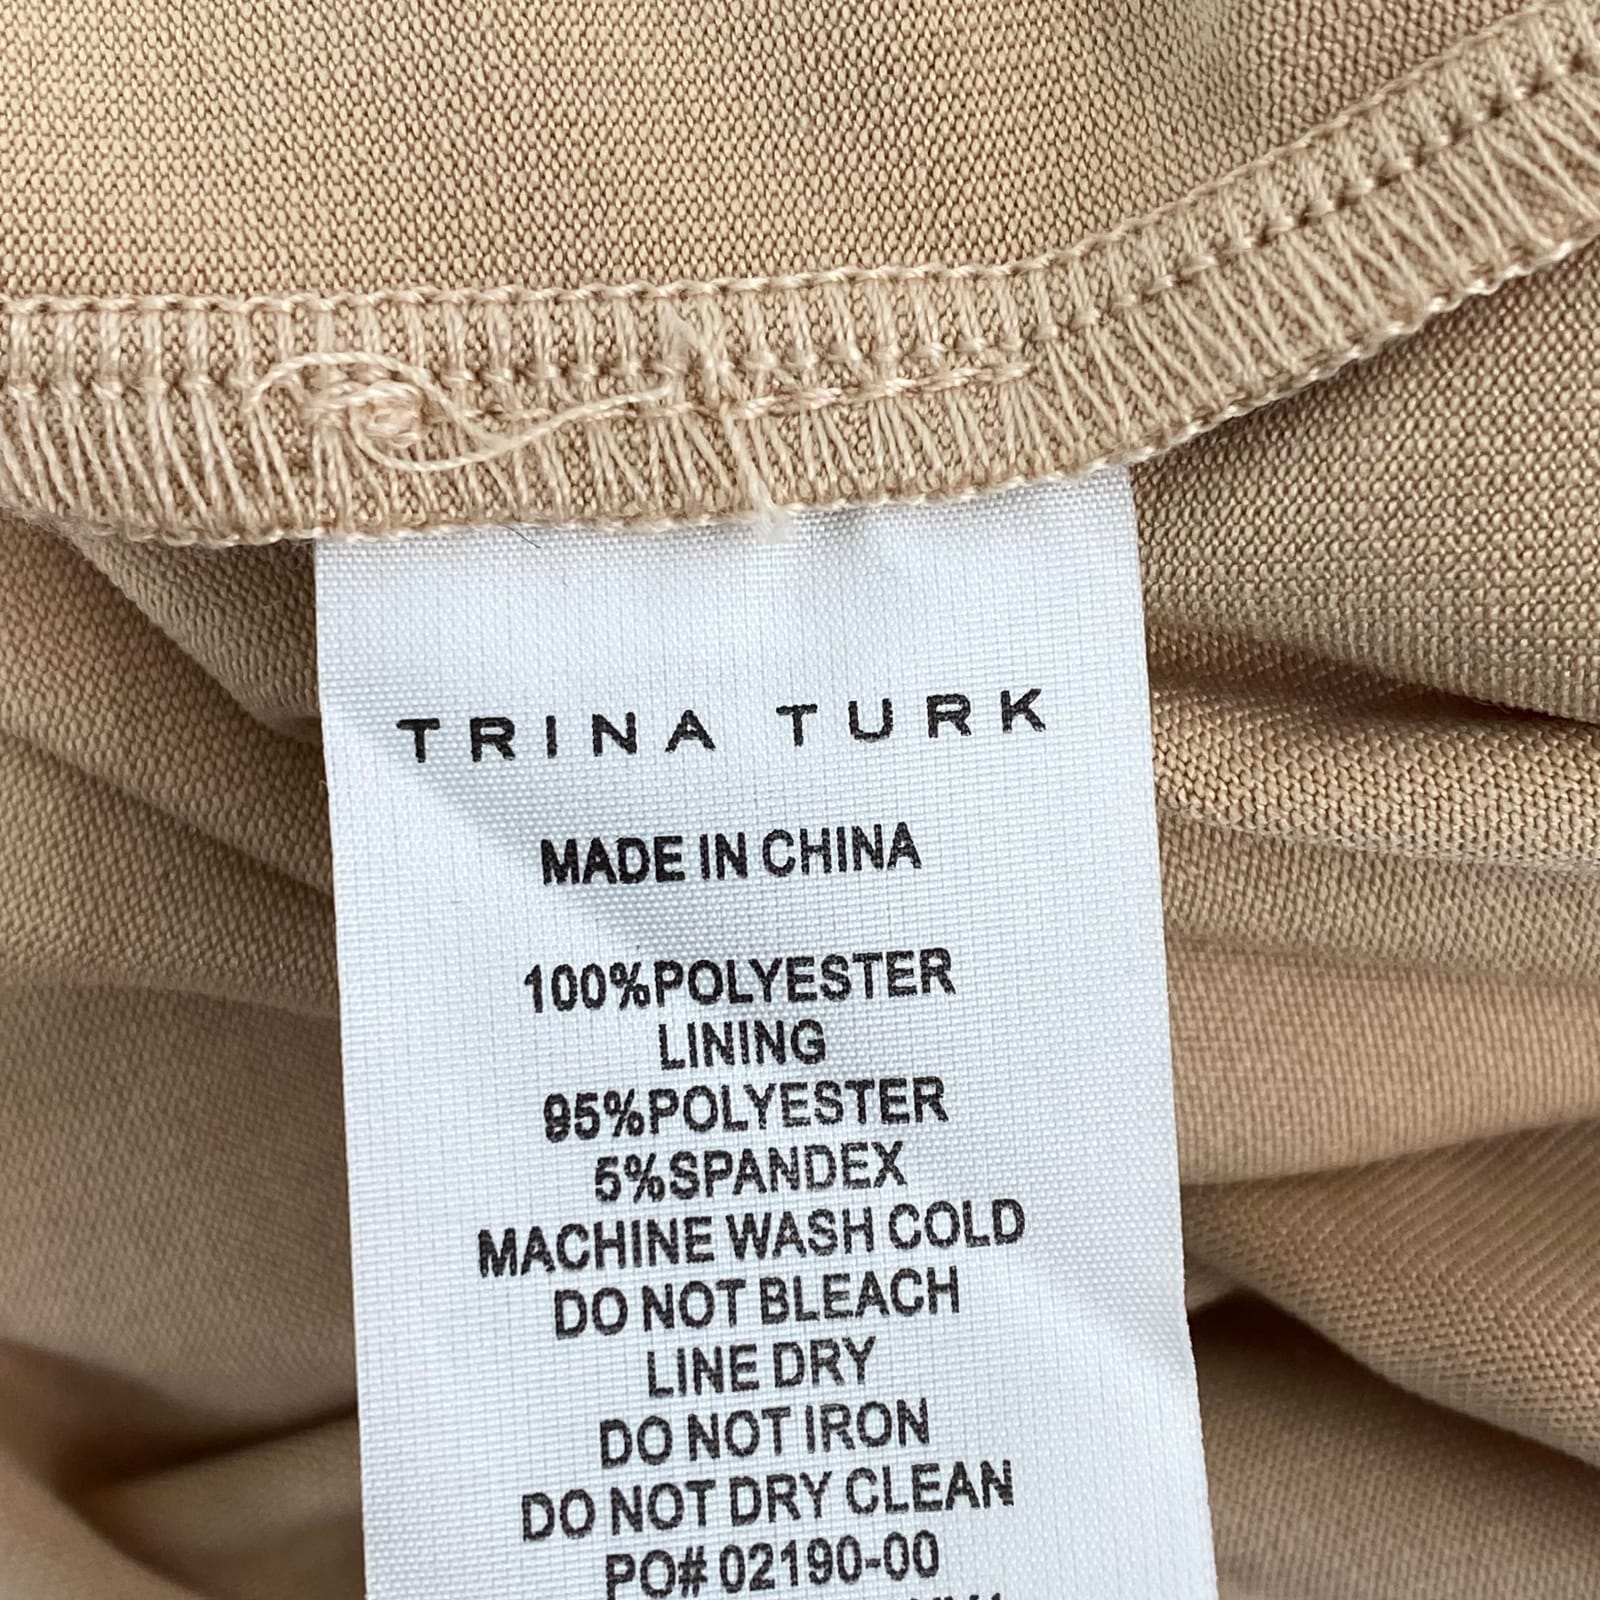 TRINA TURK
MADE IN CHINA
100%POLYESTER
LINING
95%POLYESTER
5%SPANDEX
MACHINE WASH COLD
DO NOT BLEACH
LINE DRY
DO NOT IRON
DO NOT DRY CLEAN
PO# 02190-00